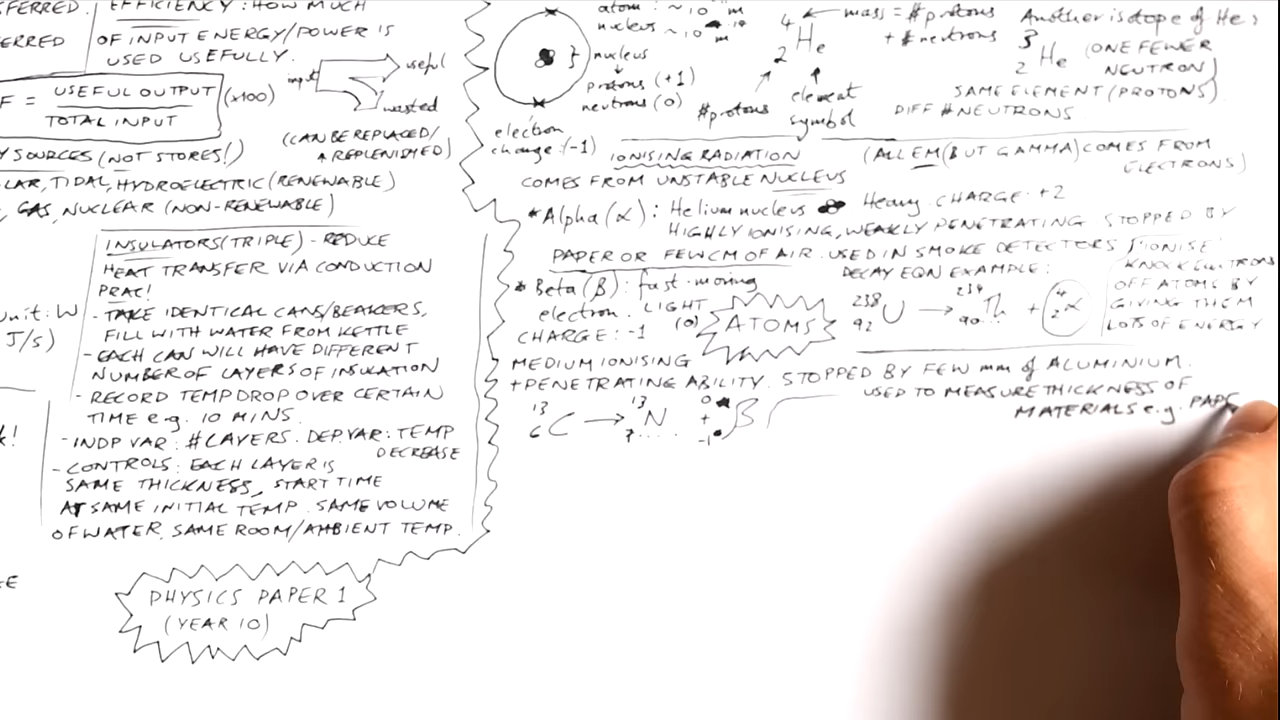 SFERRED.
FERRED
EFFICIENCY: HOW MUCH
OF INPUT ENERGY/POWER IS
USED USEFULLY.
F = USEFUL OUTPUT (x100)
TOTAL INPUT
input
useful
wasted
(CAN BE REPLACED/
REPLENISHED)
Y SOURCES (NOT STORES!)
LAR, TIDAL, HYDROELECTRIC (RENEWABLE)
, GAS, NUCLEAR (NON-RENEWABLE)
INSULATORS (TRIPLE) - REDUCE
HEAT TRANSFER VIA CONDUCTION
PRAC!
- TAKE IDENTICAL CANS/BEAKERS,
FILL WITH WATER FROM KETTLE
- EACH CAN WILL HAVE DIFFERENT
NUMBER OF LAYERS OF INSULATION
- RECORD TEMP DROP OVER CERTAIN
TIME e.g. 10 MINS.
- INDP VAR: # LAYERS. DEP. VAR: TEMP
DECREASE
- CONTROLS: EACH LAYER IS
SAME THICKNESS, START TIME
AT SAME INITIAL TEMP. SAME VOLUME
OF WATER, SAME ROOM/AMBIENT TEMP.
unit: W
J/s)
k!
E
PHYSICS PAPER 1
(YEAR 10)
atom: ~10 m
nucleus ~10 m
} nucleus
protons (+1)
neutrons (0)
electron
charge: (-1)
4
He
2
mass = # protons
+ # neutrons
# protons
element
symbol
Another isotope of He:
3
He (ONE FEWER
2
NEUTRON)
SAME ELEMENT (PROTONS)
DIFF # NEUTRONS
IONISING RADIATION
(ALL EM (BUT GAMMA) COMES FROM
ELECTRONS)
COMES FROM UNSTABLE NUCLEUS
* Alpha (α): Helium nucleus Heavy. CHARGE: +2
HIGHLY IONISING, WEAKLY PENETRATING STOPPED BY
PAPER OR FEW CM OF AIR. USED IN SMOKE DETECTORS
'IONISE'
KNOCK ELECTRONS
OFF ATOMS BY
GIVING THEM
LOTS OF ENERGY
* Beta (β): fast-moving
electron. LIGHT
(0)
CHARGE: -1
ATOMS
DECAY EQN EXAMPLE:
238 234 4
U → Th + α
92 90 2
MEDIUM IONISING
+ PENETRATING ABILITY. STOPPED BY FEW mm of ALUMINIUM.
USED TO MEASURE THICKNESS OF
MATERIALS e.g. PAPE
13 13 0
C → N + β
6 7 -1